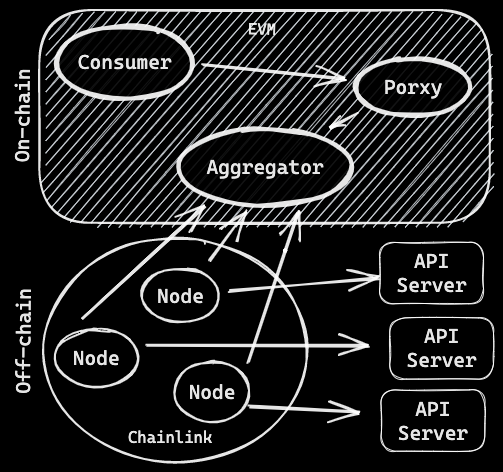 EVM
Consumer
Porxy
Aggregator
On-chain
Node
API
Server
Node
API
Server
Node
API
Server
Chainlink
Off-chain